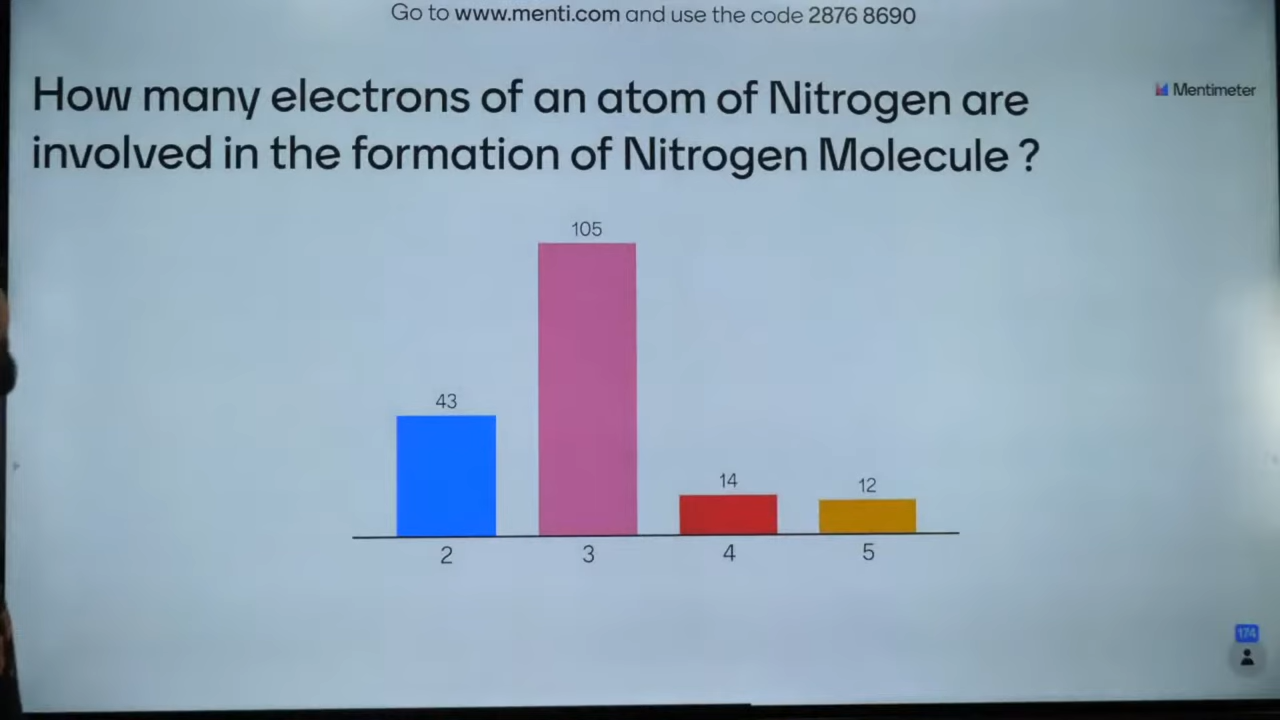 Go to www.menti.com and use the code 2876 8690
How many electrons of an atom of Nitrogen are
involved in the formation of Nitrogen Molecule ?
Mentimeter
105
43
14
12
2
3
4
5
174